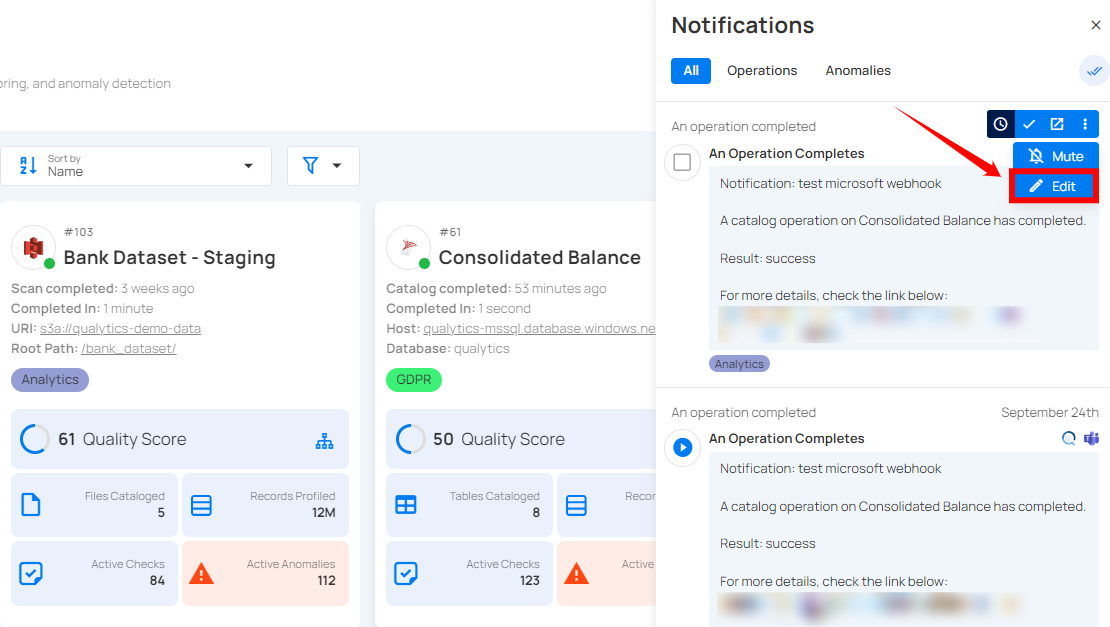 oring, and anomaly detection
Sort by
Name
#103
Bank Dataset - Staging
Scan completed: 3 weeks ago
Completed In: 1 minute
URI: s3a://qualytics-demo-data
Root Path: /bank_dataset/
Analytics
61 Quality Score
Files Cataloged
5
Records Profiled
12M
Active Checks
84
Active Anomalies
112
#61
Consolidated Balance
Catalog completed: 53 minutes ago
Completed In: 1 second
Host: qualytics-mssql.database.windows.ne
Database: qualytics
GDPR
50 Quality Score
Tables Cataloged
8
Recor
Active Checks
123
Active
Notifications
All
Operations
Anomalies
An operation completed
An Operation Completes
Mute
Edit
Notification: test microsoft webhook
A catalog operation on Consolidated Balance has completed.
Result: success
For more details, check the link below:
Analytics
An operation completed
September 24th
An Operation Completes
Notification: test microsoft webhook
A catalog operation on Consolidated Balance has completed.
Result: success
For more details, check the link below: